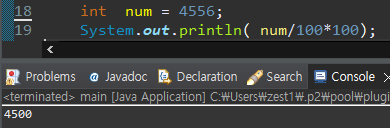 18 int num = 4556;
19 System.out.println( num/100*100);
Problems @ Javadoc Declaration Search Console
<terminated> main [Java Application] C:\Users\zest1\.p2\pool\plugi
4500